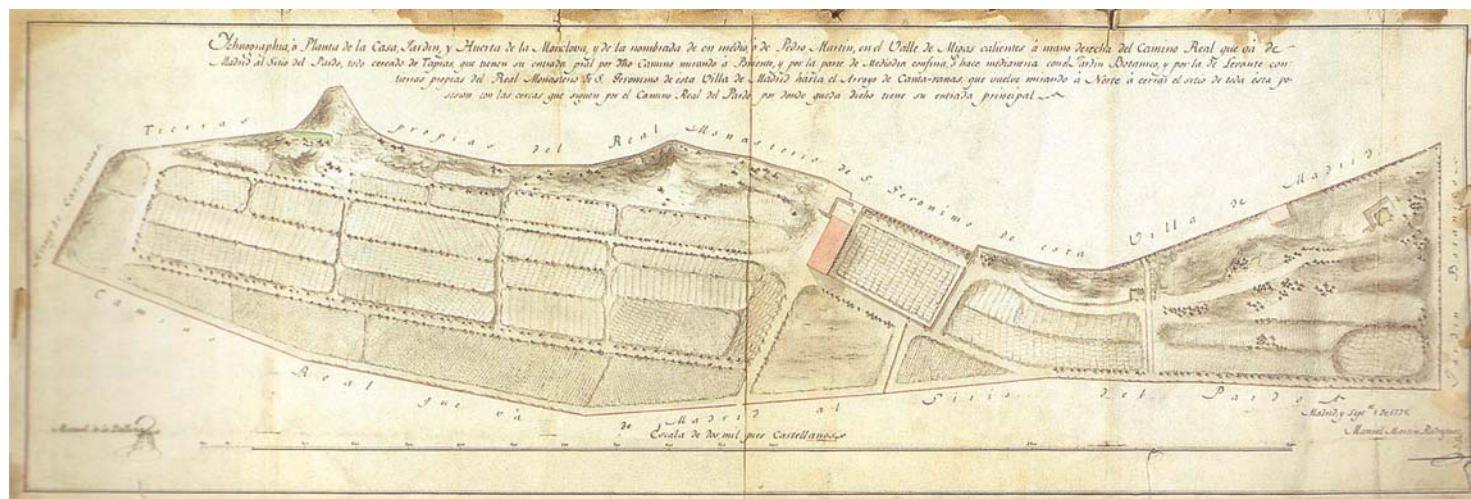 Ichnographia, ò Planta de la Casa, Jardin, y Huerta de la Moncloua, y de la nombrada de en medio, ò de Pedro Martin, en el Valle de Migas calientes à mano derecha del Camino Real que và de
Madrid al Sitio del Pardo, todo cercado de Tapias, que tienen su entrada pral por dho Camino mirando à Poniente, y por la parte de Mediodia confina, ò hace medianeria con el Jardin Botanico, y por la de Levante con
tierras propias del Real Monasterio de S. Geronimo de esta Villa de Madrid hasta el Arroyo de Canta-ranas, que vuelve mirando à Norte à cerrar el sitio de toda esta po-
sesion con las cercas que siguen por el Camino Real del Pardo por donde queda dicho tiene su entrada principal
Tierras propias del Real Monasterio de S. Geronimo de esta Villa de Madrid
Arroyo de Cantaranas
Jardin Botanico
Camino Real que và de Madrid al Sitio del Pardo
Madrid, y Sepre
Manuel Martin Rodriguez
Manuel de la
Escala de dos mil pies Castellanos